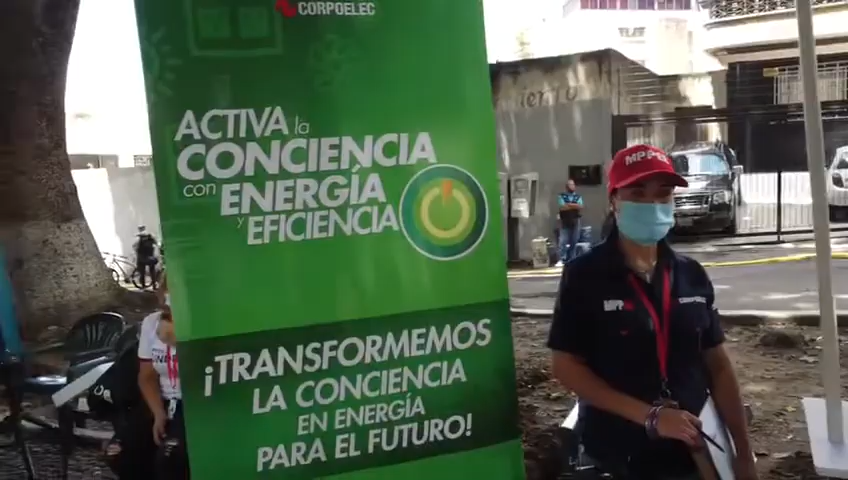 CORPOELEC
ACTIVA la
CONCIENCIA
con ENERGÍA
y EFICIENCIA
¡TRANSFORMEMOS
LA CONCIENCIA
EN ENERGÍA
PARA EL FUTURO!
MPPEE